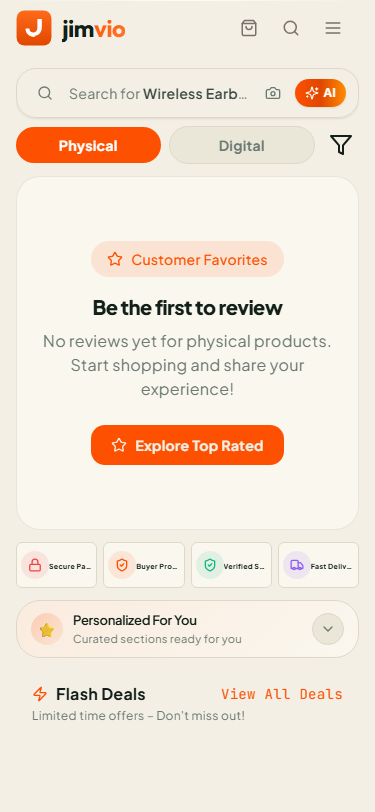 jimvio
Search for Wireless Earb...
AI
Physical
Digital
Customer Favorites
Be the first to review
No reviews yet for physical products.
Start shopping and share your
experience!
Explore Top Rated
Secure Pa...
Buyer Pro...
Verified S...
Fast Deliv...
Personalized For You
Curated sections ready for you
Flash Deals
View All Deals
Limited time offers – Don't miss out!